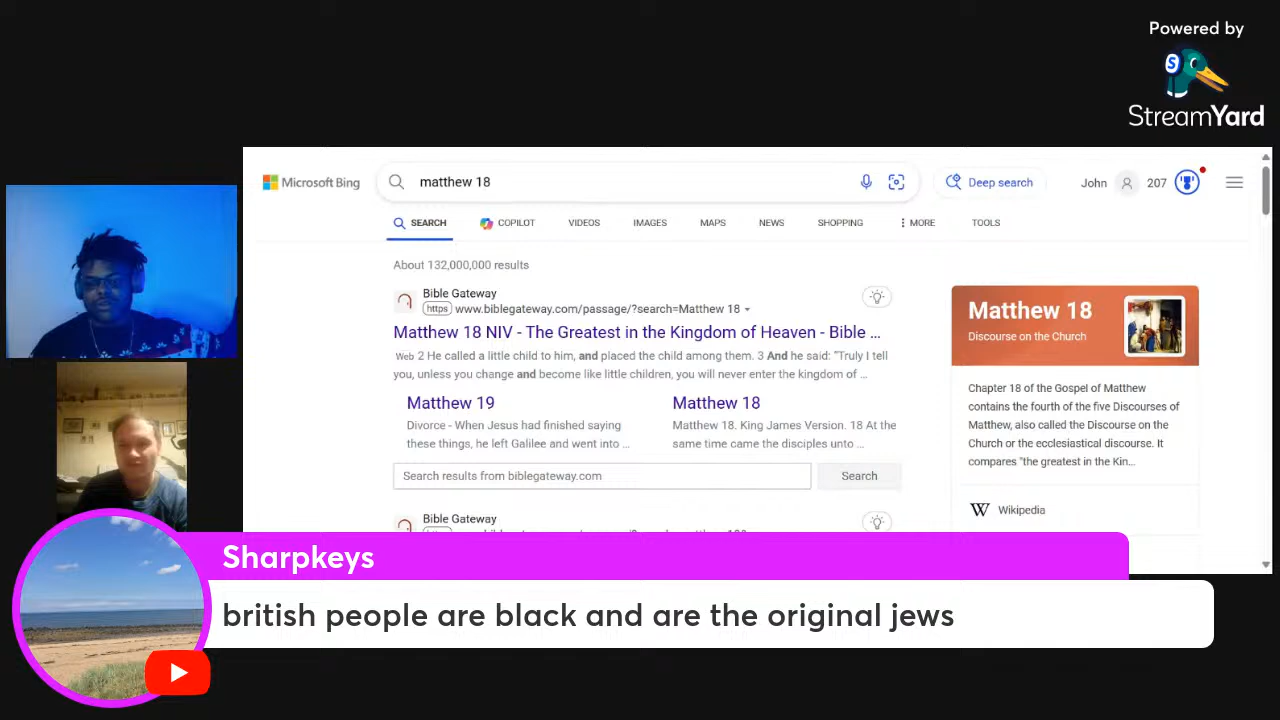 Powered by
StreamYard
Microsoft Bing
matthew 18
Deep search
John
207
SEARCH
COPILOT
VIDEOS
IMAGES
MAPS
NEWS
SHOPPING
MORE
TOOLS
About 132,000,000 results
Bible Gateway
https www.biblegateway.com/passage/?search=Matthew 18
Matthew 18 NIV - The Greatest in the Kingdom of Heaven - Bible ...
Web 2 He called a little child to him, and placed the child among them. 3 And he said: "Truly I tell
you, unless you change and become like little children, you will never enter the kingdom of ...
Matthew 19
Divorce - When Jesus had finished saying
these things, he left Galilee and went into ...
Matthew 18
Matthew 18. King James Version. 18 At the
same time came the disciples unto ...
Search results from biblegateway.com
Search
Bible Gateway
Matthew 18
Discourse on the Church
Chapter 18 of the Gospel of Matthew
contains the fourth of the five Discourses of
Matthew, also called the Discourse on the
Church or the ecclesiastical discourse. It
compares "the greatest in the Kin...
Wikipedia
Sharpkeys
british people are black and are the original jews